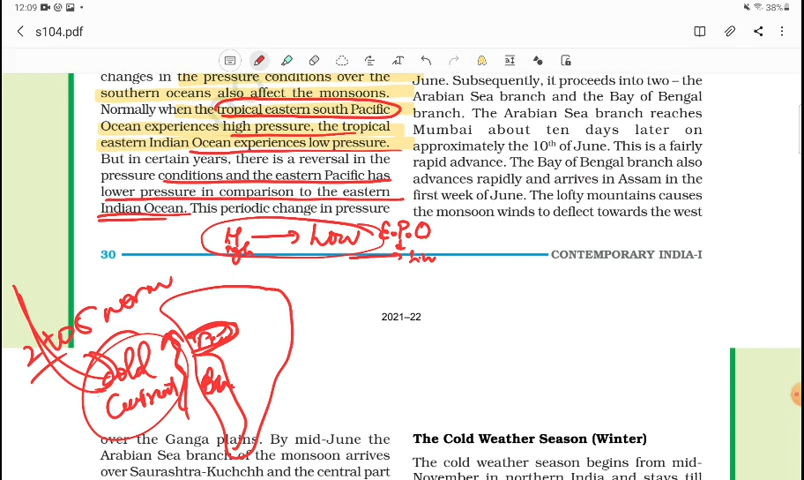 12:09
38%
s104.pdf
changes in the pressure conditions over the
southern oceans also affect the monsoons.
Normally when the tropical eastern south Pacific
Ocean experiences high pressure, the tropical
eastern Indian Ocean experiences low pressure.
But in certain years, there is a reversal in the
pressure conditions and the eastern Pacific has
lower pressure in comparison to the eastern
Indian Ocean. This periodic change in pressure
June. Subsequently, it proceeds into two – the
Arabian Sea branch and the Bay of Bengal
branch. The Arabian Sea branch reaches
Mumbai about ten days later on
approximately the 10th of June. This is a fairly
rapid advance. The Bay of Bengal branch also
advances rapidly and arrives in Assam in the
first week of June. The lofty mountains causes
the monsoon winds to deflect towards the west
H → Low E.P.O
High Low
30
CONTEMPORARY INDIA-I
2021-22
2 to 5 norm
Cold
Current
over the Ganga plains. By mid-June the
Arabian Sea branch of the monsoon arrives
over Saurashtra-Kuchchh and the central part
The Cold Weather Season (Winter)
The cold weather season begins from mid-
November in northern India and stays till